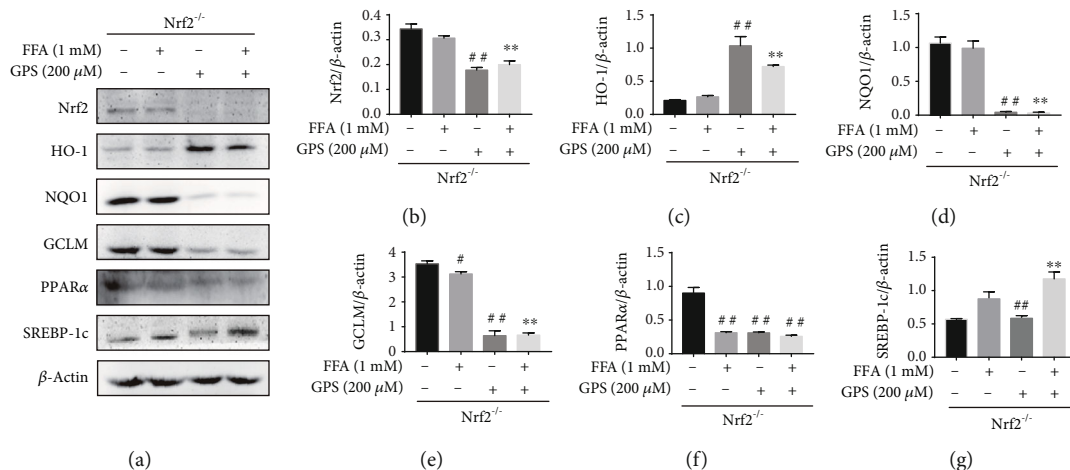 Nrf2-/-
FFA (1 mM) – + – +
GPS (200 μM) – – + +
Nrf2
HO-1
NQO1
GCLM
PPARα
SREBP-1c
β-Actin
(a)
Nrf2/β-actin
0.4
0.3
0.2
0.1
0.0
##
**
FFA (1 mM) – + – +
GPS (200 μM) – – + +
Nrf2-/-
(b)
HO-1/β-actin
1.5
1.0
0.5
0.0
##
**
FFA (1 mM) – + – +
GPS (200 μM) – – + +
Nrf2-/-
(c)
NQO1/β-actin
1.5
1.0
0.5
0.0
##
**
FFA (1 mM) – + – +
GPS (200 μM) – – + +
Nrf2-/-
(d)
GCLM/β-actin
4
3
2
1
0
#
##
**
FFA (1 mM) – + – +
GPS (200 μM) – – + +
Nrf2-/-
(e)
PPARα/β-actin
1.5
1.0
0.5
0.0
##
##
##
FFA (1 mM) – + – +
GPS (200 μM) – – + +
Nrf2-/-
(f)
SREBP-1c/β-actin
1.5
1.0
0.5
0.0
##
**
FFA (1 mM) – + – +
GPS (200 μM) – – + +
Nrf2-/-
(g)